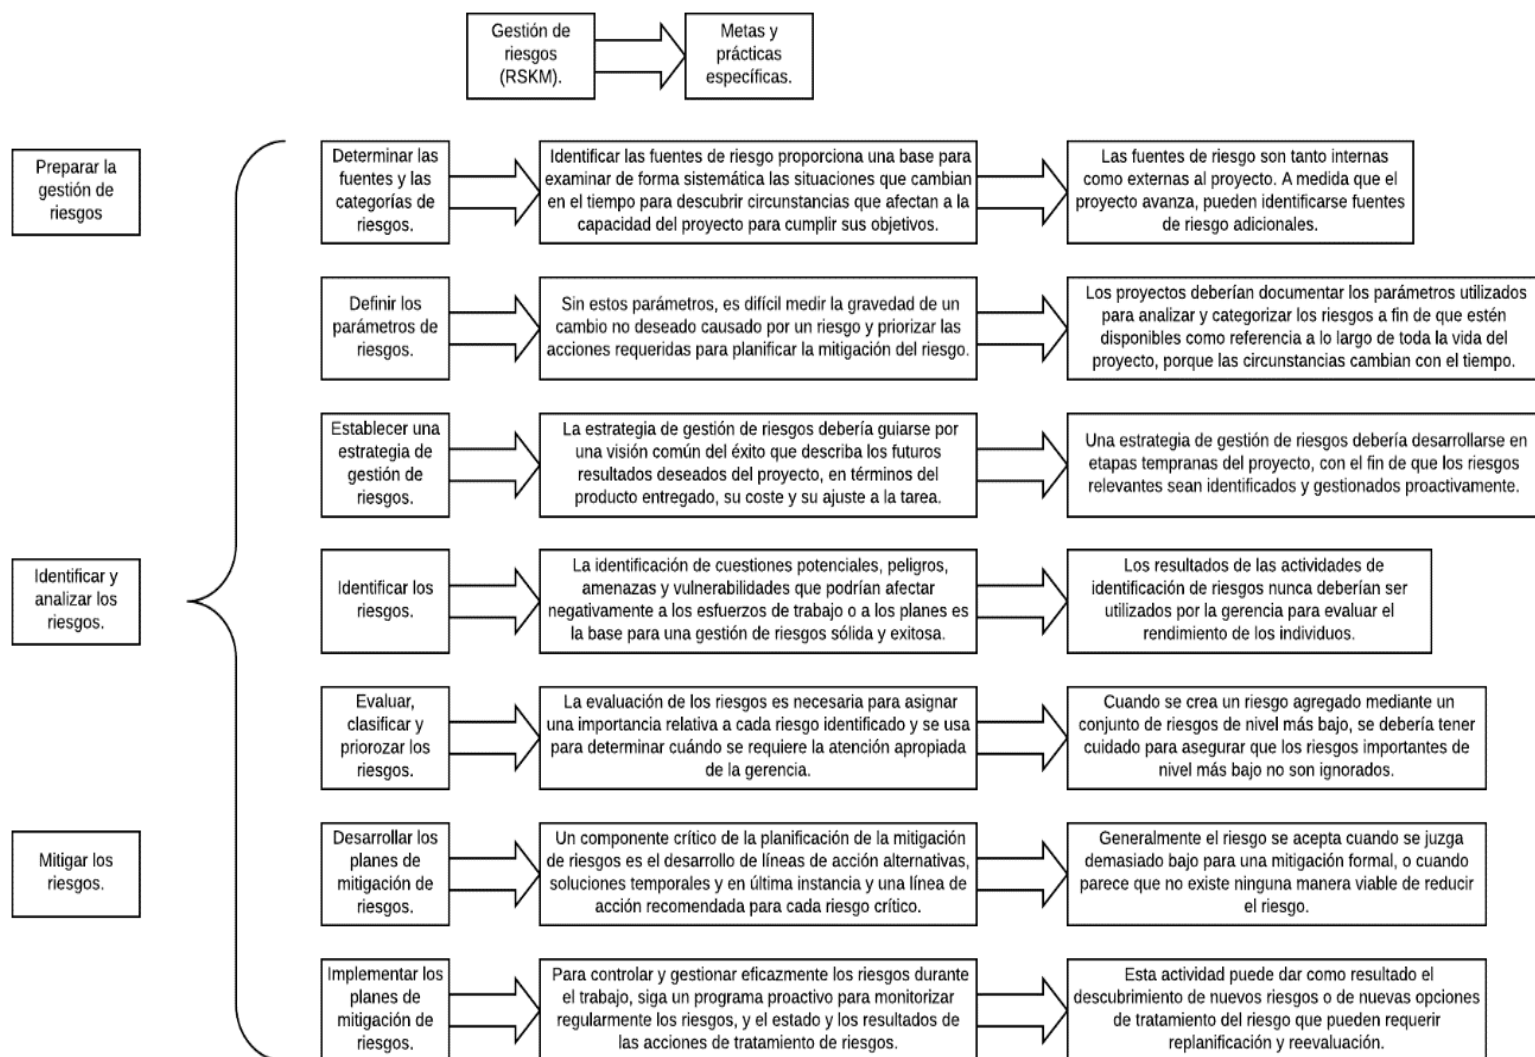 Gestión de
riesgos
(RSKM).
Metas y
prácticas
específicas.
Preparar la
gestión de
riesgos
Determinar las
fuentes y las
categorías de
riesgos.
Identificar las fuentes de riesgo proporciona una base para
examinar de forma sistemática las situaciones que cambian
en el tiempo para descubrir circunstancias que afectan a la
capacidad del proyecto para cumplir sus objetivos.
Las fuentes de riesgo son tanto internas
como externas al proyecto. A medida que el
proyecto avanza, pueden identificarse fuentes
de riesgo adicionales.
Definir los
parámetros de
riesgos.
Sin estos parámetros, es difícil medir la gravedad de un
cambio no deseado causado por un riesgo y priorizar las
acciones requeridas para planificar la mitigación del riesgo.
Los proyectos deberían documentar los parámetros utilizados
para analizar y categorizar los riesgos a fin de que estén
disponibles como referencia a lo largo de toda la vida del
proyecto, porque las circunstancias cambian con el tiempo.
Establecer una
estrategia de
gestión de
riesgos.
La estrategia de gestión de riesgos debería guiarse por
una visión común del éxito que describa los futuros
resultados deseados del proyecto, en términos del
producto entregado, su coste y su ajuste a la tarea.
Una estrategia de gestión de riesgos debería desarrollarse en
etapas tempranas del proyecto, con el fin de que los riesgos
relevantes sean identificados y gestionados proactivamente.
Identificar y
analizar los
riesgos.
Identificar los
riesgos.
La identificación de cuestiones potenciales, peligros,
amenazas y vulnerabilidades que podrían afectar
negativamente a los esfuerzos de trabajo o a los planes es
la base para una gestión de riesgos sólida y exitosa.
Los resultados de las actividades de
identificación de riesgos nunca deberían ser
utilizados por la gerencia para evaluar el
rendimiento de los individuos.
Evaluar,
clasificar y
priorozar los
riesgos.
La evaluación de los riesgos es necesaria para asignar
una importancia relativa a cada riesgo identificado y se usa
para determinar cuándo se requiere la atención apropiada
de la gerencia.
Cuando se crea un riesgo agregado mediante un
conjunto de riesgos de nivel más bajo, se debería tener
cuidado para asegurar que los riesgos importantes de
nivel más bajo no son ignorados.
Mitigar los
riesgos.
Desarrollar los
planes de
mitigación de
riesgos.
Un componente crítico de la planificación de la mitigación
de riesgos es el desarrollo de líneas de acción alternativas,
soluciones temporales y en última instancia y una línea de
acción recomendada para cada riesgo crítico.
Generalmente el riesgo se acepta cuando se juzga
demasiado bajo para una mitigación formal, o cuando
parece que no existe ninguna manera viable de reducir
el riesgo.
Implementar los
planes de
mitigación de
riesgos.
Para controlar y gestionar eficazmente los riesgos durante
el trabajo, siga un programa proactivo para monitorizar
regularmente los riesgos, y el estado y los resultados de
las acciones de tratamiento de riesgos.
Esta actividad puede dar como resultado el
descubrimiento de nuevos riesgos o de nuevas opciones
de tratamiento del riesgo que pueden requerir
replanificación y reevaluación.